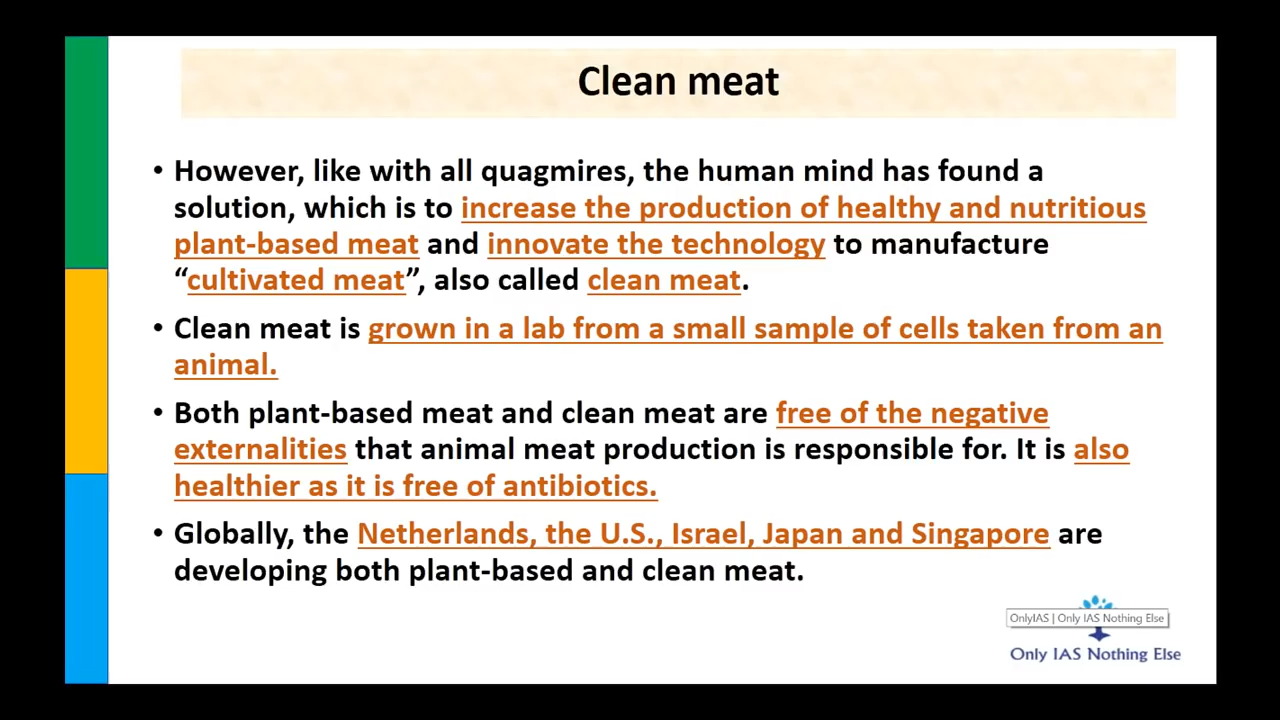 Clean meat
• However, like with all quagmires, the human mind has found a
solution, which is to increase the production of healthy and nutritious
plant-based meat and innovate the technology to manufacture
“cultivated meat”, also called clean meat.
• Clean meat is grown in a lab from a small sample of cells taken from an
animal.
• Both plant-based meat and clean meat are free of the negative
externalities that animal meat production is responsible for. It is also
healthier as it is free of antibiotics.
• Globally, the Netherlands, the U.S., Israel, Japan and Singapore are
developing both plant-based and clean meat.
OnlyIAS | Only IAS Nothing Else
Only IAS Nothing Else